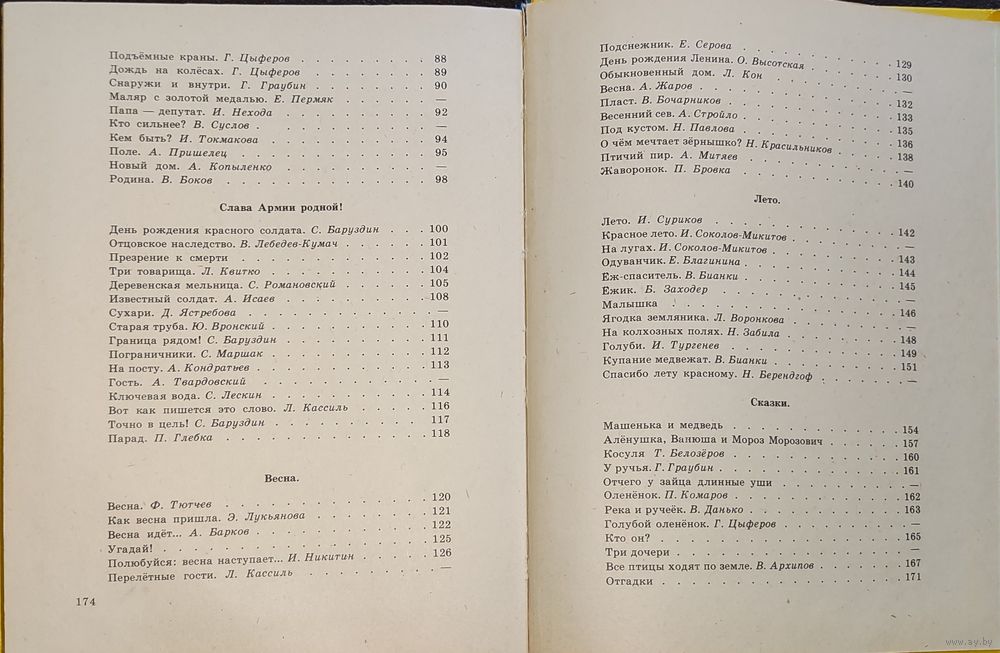 Подъёмные краны. Г. Цыферов . . . . . . . . . 88
Дождь на колёсах. Г. Цыферов . . . . . . . . 89
Снаружи и внутри. Г. Граубин . . . . . . . . 90
Маляр с золотой медалью. Е. Пермяк . . . . . . —
Папа — депутат. И. Нехода . . . . . . . . . 92
Кто сильнее? В. Суслов . . . . . . . . . . —
Кем быть? И. Токмакова . . . . . . . . . . 94
Поле. А. Пришелец . . . . . . . . . . . 95
Новый дом. А. Копыленко . . . . . . . . . —
Родина. В. Боков . . . . . . . . . . . . 98
Слава Армии родной!
День рождения красного солдата. С. Баруздин . . . 100
Отцовское наследство. В. Лебедев-Кумач . . . . . 101
Презрение к смерти . . . . . . . . . . . 102
Три товарища. Л. Квитко . . . . . . . . . 104
Деревенская мельница. С. Романовский . . . . . 105
Известный солдат. А. Исаев . . . . . . . . 108
Сухари. Д. Ястребова . . . . . . . . . . —
Старая труба. Ю. Вронский . . . . . . . . . 110
Граница рядом! С. Баруздин . . . . . . . . 111
Пограничники. С. Маршак . . . . . . . . . 112
На посту. А. Кондратьев . . . . . . . . . 113
Гость. А. Твардовский . . . . . . . . . . —
Ключевая вода. С. Лескин . . . . . . . . . 114
Вот как пишется это слово. Л. Кассиль . . . . . 116
Точно в цель! С. Баруздин . . . . . . . . . 117
Парад. П. Глебка . . . . . . . . . . . . 118
Весна.
Весна. Ф. Тютчев . . . . . . . . . . . . 120
Как весна пришла. Э. Лукьянова . . . . . . . 121
Весна идёт... А. Барков . . . . . . . . . . 122
Угадай! . . . . . . . . . . . . . . . 125
Полюбуйся: весна наступает... И. Никитин . . . . . 126
Перелётные гости. Л. Кассиль . . . . . . . . —
174
Подснежник. Е. Серова . . . . . . . . . . 129
День рождения Ленина. О. Высотская . . . . . . 130
Обыкновенный дом. Л. Кон . . . . . . . . . —
Весна. А. Жаров . . . . . . . . . . . . 132
Пласт. В. Бочарников . . . . . . . . . . 133
Весенний сев. А. Стройло . . . . . . . . . 135
Под кустом. Н. Павлова . . . . . . . . . . 136
О чём мечтает зёрнышко? Н. Красильников . . . . 138
Птичий пир. А. Митяев . . . . . . . . . . —
Жаворонок. П. Бровка . . . . . . . . . . 140
Лето.
Лето. И. Суриков . . . . . . . . . . . . 142
Красное лето. И. Соколов-Микитов . . . . . . . —
На лугах. И. Соколов-Микитов . . . . . . . . 143
Одуванчик. Е. Благинина . . . . . . . . . . 144
Ёж-спаситель. В. Бианки . . . . . . . . . . 145
Ёжик. Б. Заходер . . . . . . . . . . . . —
Малышка . . . . . . . . . . . . . . 146
Ягодка земляника. Л. Воронкова . . . . . . . —
На колхозных полях. Н. Забила . . . . . . . . 148
Голуби. И. Тургенев . . . . . . . . . . . 149
Купание медвежат. В. Бианки . . . . . . . . 151
Спасибо лету красному. Н. Берендгоф . . . . . . —
Сказки.
Машенька и медведь . . . . . . . . . . . 154
Алёнушка, Ванюша и Мороз Морозович . . . . . 157
Косуля Т. Белозёров . . . . . . . . . . . 160
У ручья. Г. Граубин . . . . . . . . . . . 161
Отчего у зайца длинные уши . . . . . . . . —
Оленёнок. П. Комаров . . . . . . . . . . 162
Река и ручеёк. В. Данько . . . . . . . . . 163
Голубой оленёнок. Г. Цыферов . . . . . . . . —
Кто он? . . . . . . . . . . . . . . . 165
Три дочери . . . . . . . . . . . . . . —
Все птицы ходят по земле. В. Архипов . . . . . . 167
Отгадки . . . . . . . . . . . . . . . 171
www.ay.by